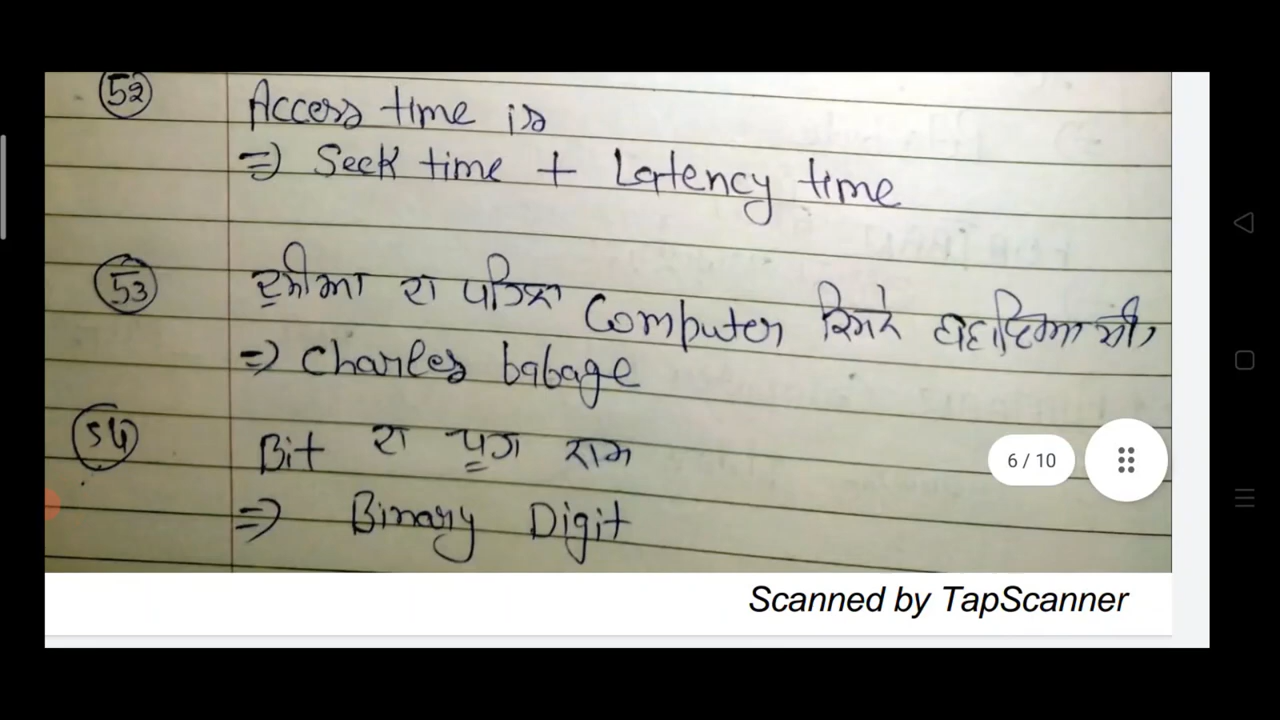 52 Access time is
⇒ Seek time + Latency time
53 ਦੁਨੀਆ ਦਾ ਪਹਿਲਾ Computer ਕਿਸਨੇ ਬਣਾਇਆ ਸੀ।
⇒ Charles babage
54 Bit ਦਾ ਪੂਰਾ ਨਾਮ
⇒ Binary Digit
6 / 10
Scanned by TapScanner